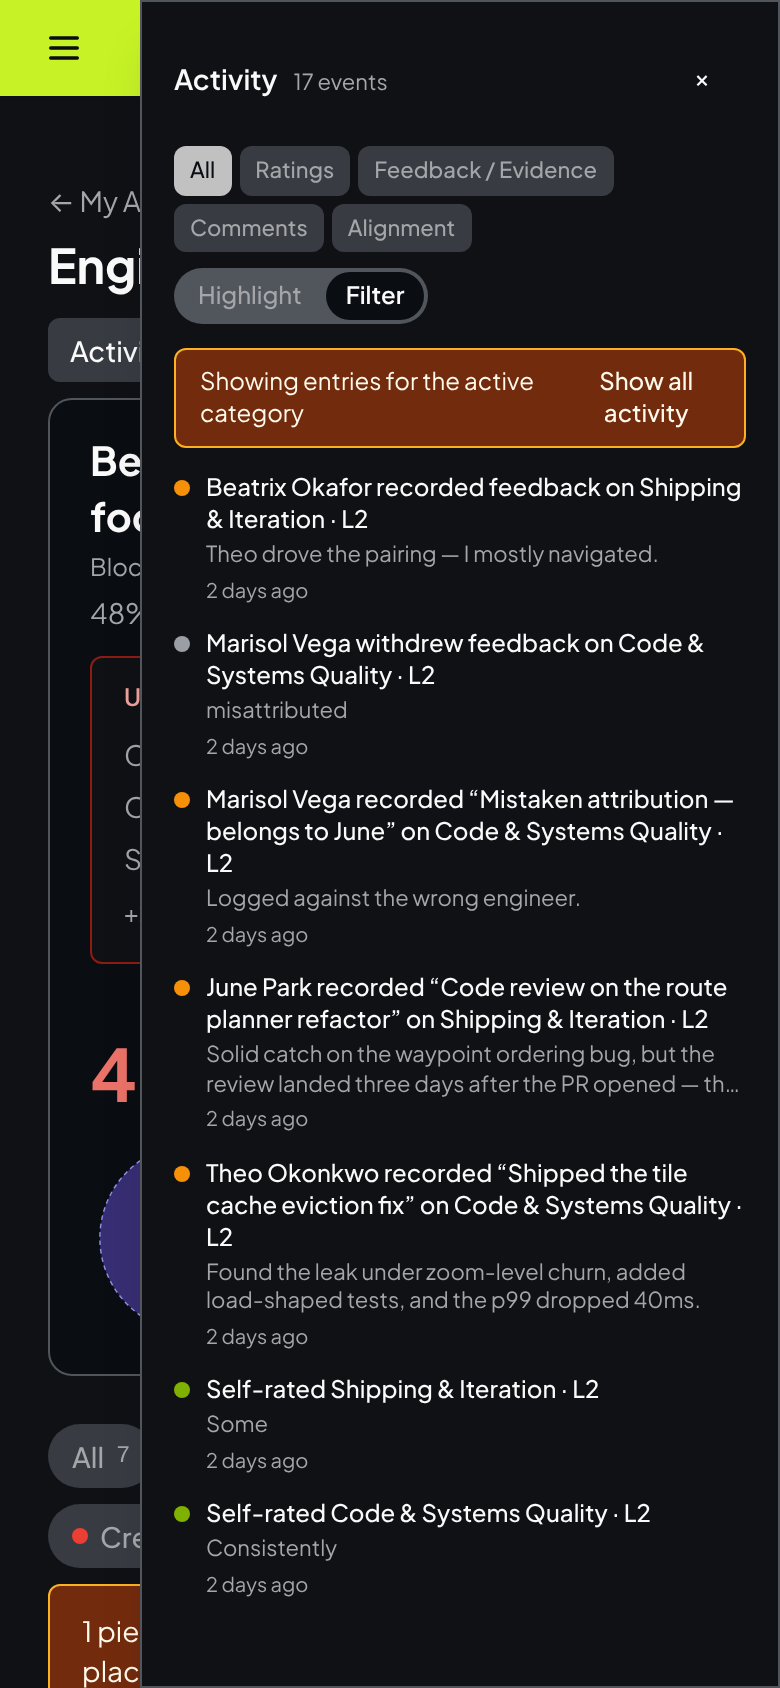 Activity 17 events ×
All Ratings Feedback / Evidence
Comments Alignment
Highlight Filter
Showing entries for the active
category
Show all
activity
Beatrix Okafor recorded feedback on Shipping
& Iteration · L2
Theo drove the pairing — I mostly navigated.
2 days ago
Marisol Vega withdrew feedback on Code &
Systems Quality · L2
misattributed
2 days ago
Marisol Vega recorded “Mistaken attribution —
belongs to June” on Code & Systems Quality ·
L2
Logged against the wrong engineer.
2 days ago
June Park recorded “Code review on the route
planner refactor” on Shipping & Iteration · L2
Solid catch on the waypoint ordering bug, but the
review landed three days after the PR opened — th…
2 days ago
Theo Okonkwo recorded “Shipped the tile
cache eviction fix” on Code & Systems Quality ·
L2
Found the leak under zoom-level churn, added
load-shaped tests, and the p99 dropped 40ms.
2 days ago
Self-rated Shipping & Iteration · L2
Some
2 days ago
Self-rated Code & Systems Quality · L2
Consistently
2 days ago
← My A
Engi
Activi
Be
foc
Bloc
48%
U
C
C
S
+
4
All 7
Cre
1 pie
plac